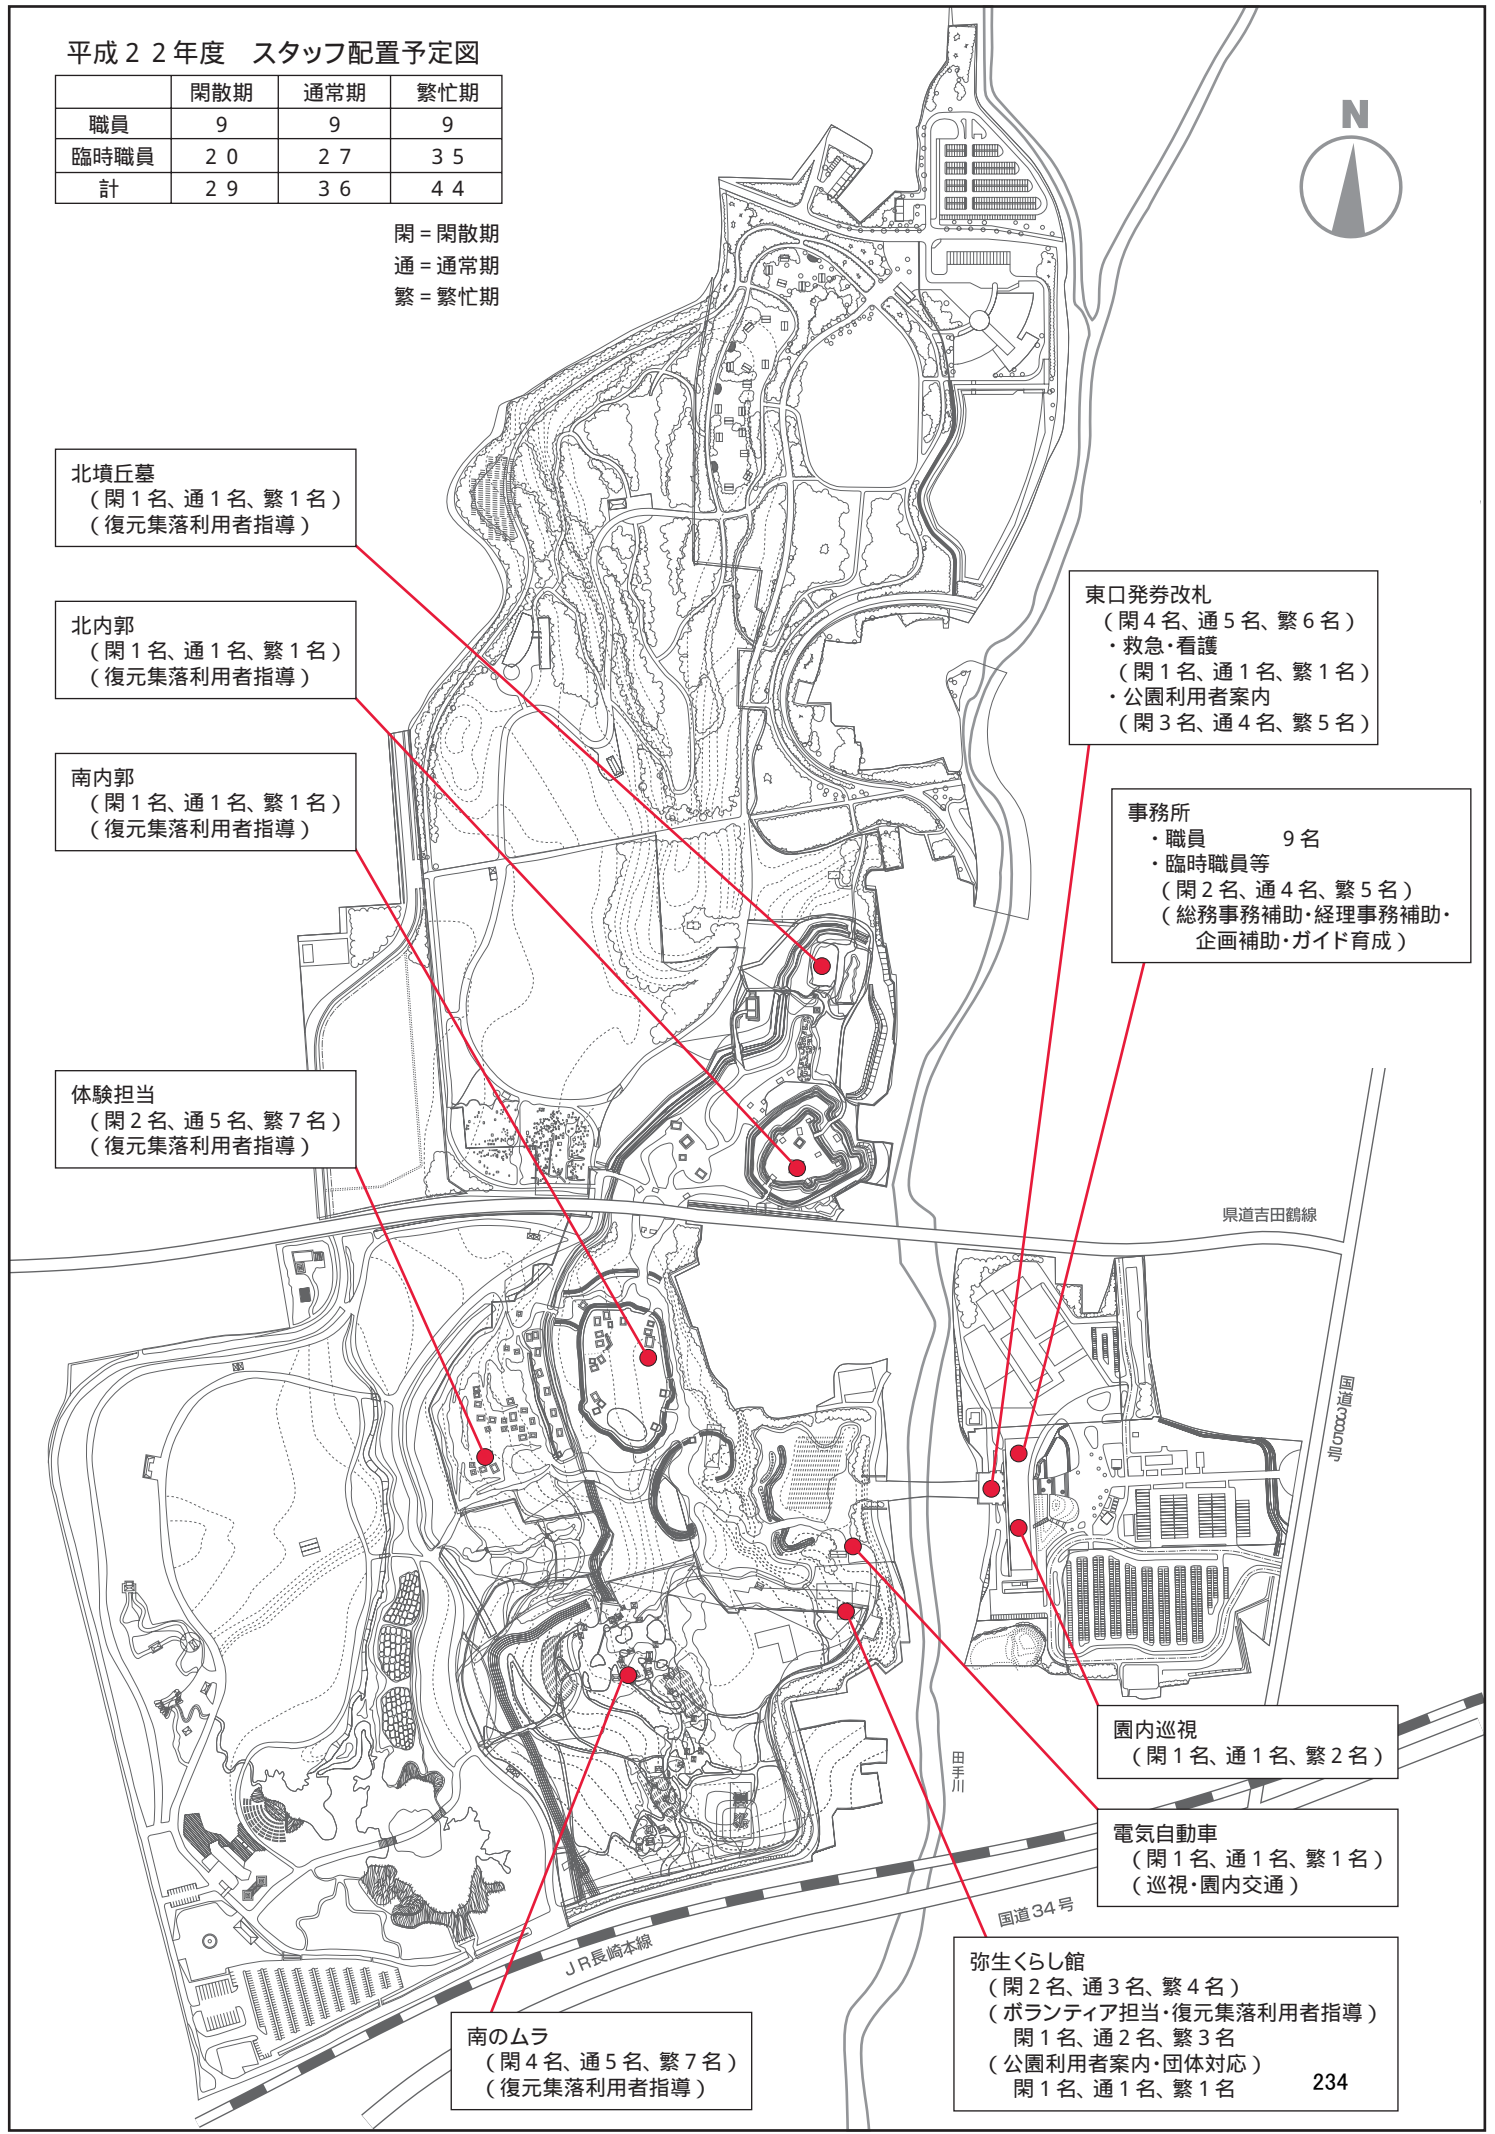 平成２２年度　スタッフ配置予定図
閑散期 通常期 繁忙期
職員 9 9 9
臨時職員 20 27 35
計 29 36 44
閑=閑散期
通=通常期
繁=繁忙期
N
北墳丘墓
(閑1名、通1名、繁1名)
(復元集落利用者指導)
北内郭
(閑1名、通1名、繁1名)
(復元集落利用者指導)
南内郭
(閑1名、通1名、繁1名)
(復元集落利用者指導)
体験担当
(閑2名、通5名、繁7名)
(復元集落利用者指導)
東口発券改札
(閑4名、通5名、繁6名)
・救急・看護
(閑1名、通1名、繁1名)
・公園利用者案内
(閑3名、通4名、繁5名)
事務所
・職員　　　9名
・臨時職員等
(閑2名、通4名、繁5名)
(総務事務補助・経理事務補助・
企画補助・ガイド育成)
県道吉田鶴線
国道385号
園内巡視
(閑1名、通1名、繁2名)
田手川
電気自動車
(閑1名、通1名、繁1名)
(巡視・園内交通)
国道34号
JR長崎本線
弥生くらし館
(閑2名、通3名、繁4名)
(ボランティア担当・復元集落利用者指導)
閑1名、通2名、繁3名
(公園利用者案内・団体対応)
閑1名、通1名、繁1名
南のムラ
(閑4名、通5名、繁7名)
(復元集落利用者指導)
234